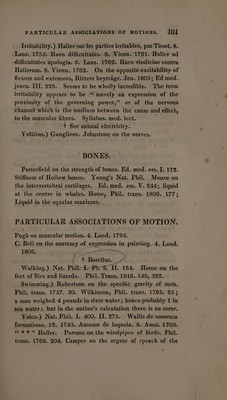 PARTICULAR ASSOCIATIONS OF MOTIONS. 101
Irritability.) Haller sur les parties irritables, par Tissot. 8.
Laus. 1755. Haen difficultates. 8. Vienn. 1761. Haller ad
difficultates apologia. 8. Laus. 1762. Haen vindiciae contra
Hallerum. 8. Vienn. 1762. On the opposite excitability of
flexors and extensors, Ritters beyträge. Jen. 1805; Ed med.
journ. III. 228. Seems to be wholly incredible. The term
irritability appears to be “ merely an expression of the
proximity of the governing power,” or of the nervous
channel which is the medium between the cause and effect,
to the muscular fibres. Syllabus. med. lect.
† See animal electricity.
Volition.) Ganglions. Johnstone on the nerves.
BONES.
Porterfield on the strength of bones. Ed. med. ess. I. 112.
Stiffness of Hollow bones. Young's Nat. Phil. Monro on
the intervertebral cartilages. Ed. med. ess. V. 244; liquid
at the centre in whales. Home, Phil. trans. 1809. 177;
Liquid in the squalus maximus.
PARTICULAR ASSOCIATIONS OF MOTION.
Pugh on muscular motion. 4. Lond. 1794.
C. Bell on the anatomy of expression in painting. 4. Lond.
1806.
† Borellus.
Walking.) Nat. Phil. I. Pt. 2. II. 164. Home on the
feet of flies and lizards. Phil. Trans. 1816. 149, 322.
Swimming.) Robertson on the specific gravity of men.
Phil. trans. 1757. 30. Wilkinson, Phil. trans. 1765. 95;
a man weighed 4 pounds in river water; hence probably 1 in
sea water: but in the author's calculation there is an error.
Voice.) Nat. Phil. I. 400. II. 275. Wallis de sonorum
formatione. 12. 1740. Amman de loquela. 8. Amst. 1700.
“ * * ” Haller. Parsons on the windpipes of birds. Phil.
trans. 1766. 204. Camper on the organs of speech of the